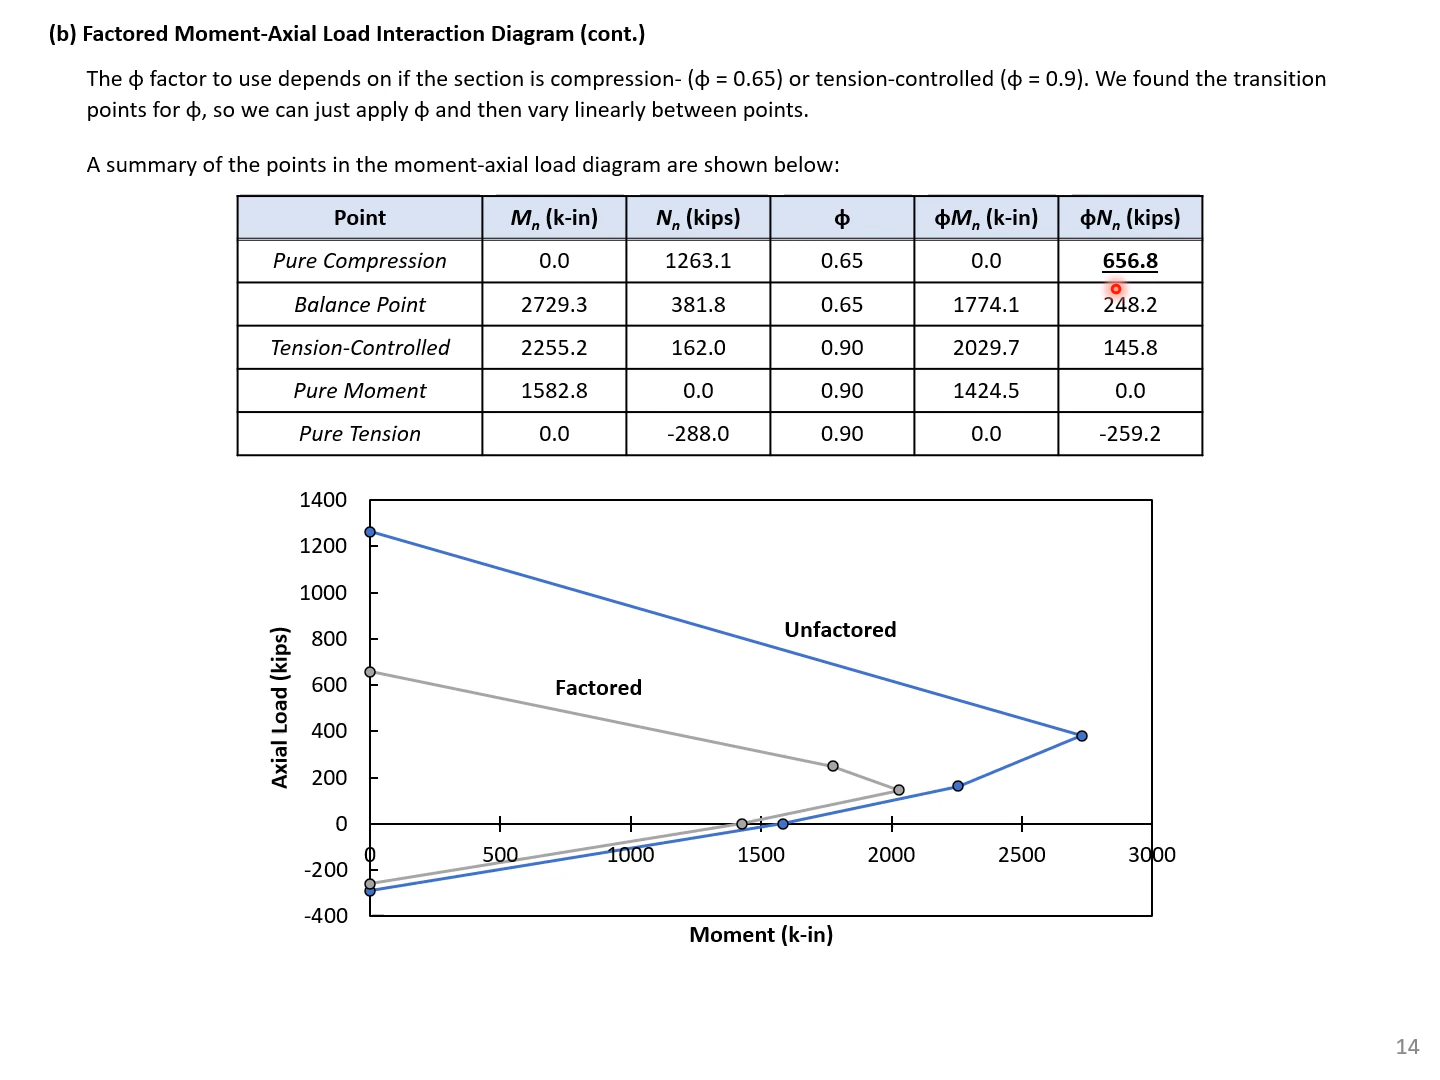 (b) Factored Moment-Axial Load Interaction Diagram (cont.)
The ϕ factor to use depends on if the section is compression- (ϕ = 0.65) or tension-controlled (ϕ = 0.9). We found the transition
points for ϕ, so we can just apply ϕ and then vary linearly between points.
A summary of the points in the moment-axial load diagram are shown below:
Point Mn (k-in) Nn (kips) ϕ ϕMn (k-in) ϕNn (kips)
Pure Compression 0.0 1263.1 0.65 0.0 656.8
Balance Point 2729.3 381.8 0.65 1774.1 248.2
Tension-Controlled 2255.2 162.0 0.90 2029.7 145.8
Pure Moment 1582.8 0.0 0.90 1424.5 0.0
Pure Tension 0.0 -288.0 0.90 0.0 -259.2
1400
1200
1000
800
600
400
200
0
-200
-400
Axial Load (kips)
Unfactored
Factored
0 500 1000 1500 2000 2500 3000
Moment (k-in)
14